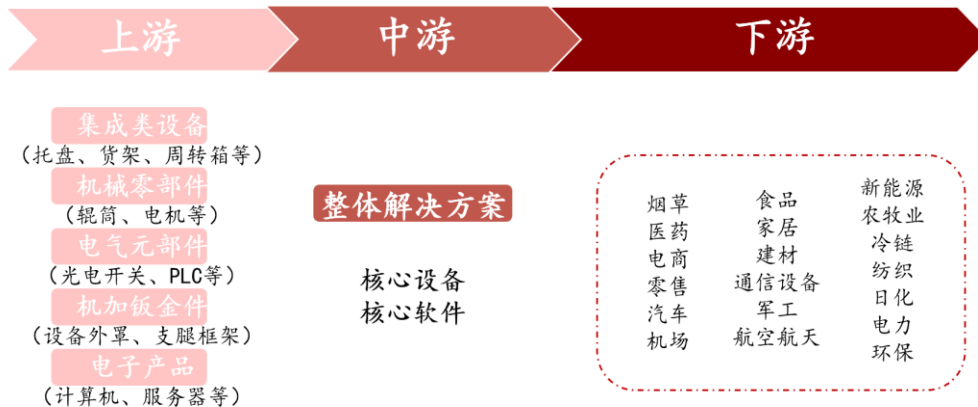 上游
中游
下游
集成类设备
（托盘、货架、周转箱等）
机械零部件
（辊筒、电机等）
电气元部件
（光电开关、PLC等）
机加钣金件
（设备外罩、支腿框架）
电子产品
（计算机、服务器等）
整体解决方案
核心设备
核心软件
烟草
医药
电商
零售
汽车
机场
食品
家居
建材
通信设备
军工
航空航天
新能源
农牧业
冷链
纺织
日化
电力
环保